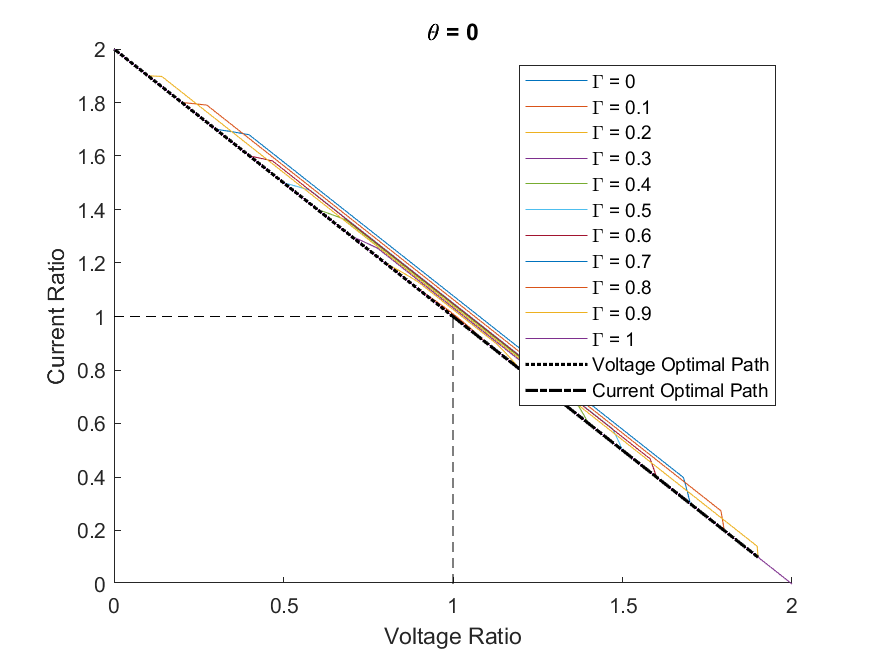 θ = 0
Current Ratio
2
1.8
1.6
1.4
1.2
1
0.8
0.6
0.4
0.2
0
0
0.5
1
1.5
2
Voltage Ratio
Γ = 0
Γ = 0.1
Γ = 0.2
Γ = 0.3
Γ = 0.4
Γ = 0.5
Γ = 0.6
Γ = 0.7
Γ = 0.8
Γ = 0.9
Γ = 1
Voltage Optimal Path
Current Optimal Path